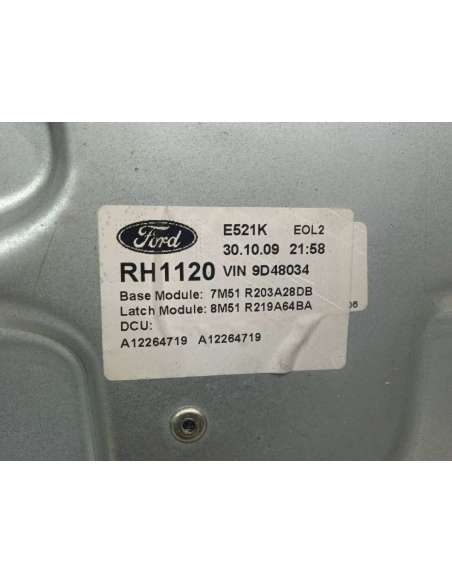 Ford
E521K EOL2
30.10.09 21:58
RH1120 VIN 9D48034
Base Module: 7M51 R203A28DB
Latch Module: 8M51 R219A64BA
DCU:
A12264719 A12264719